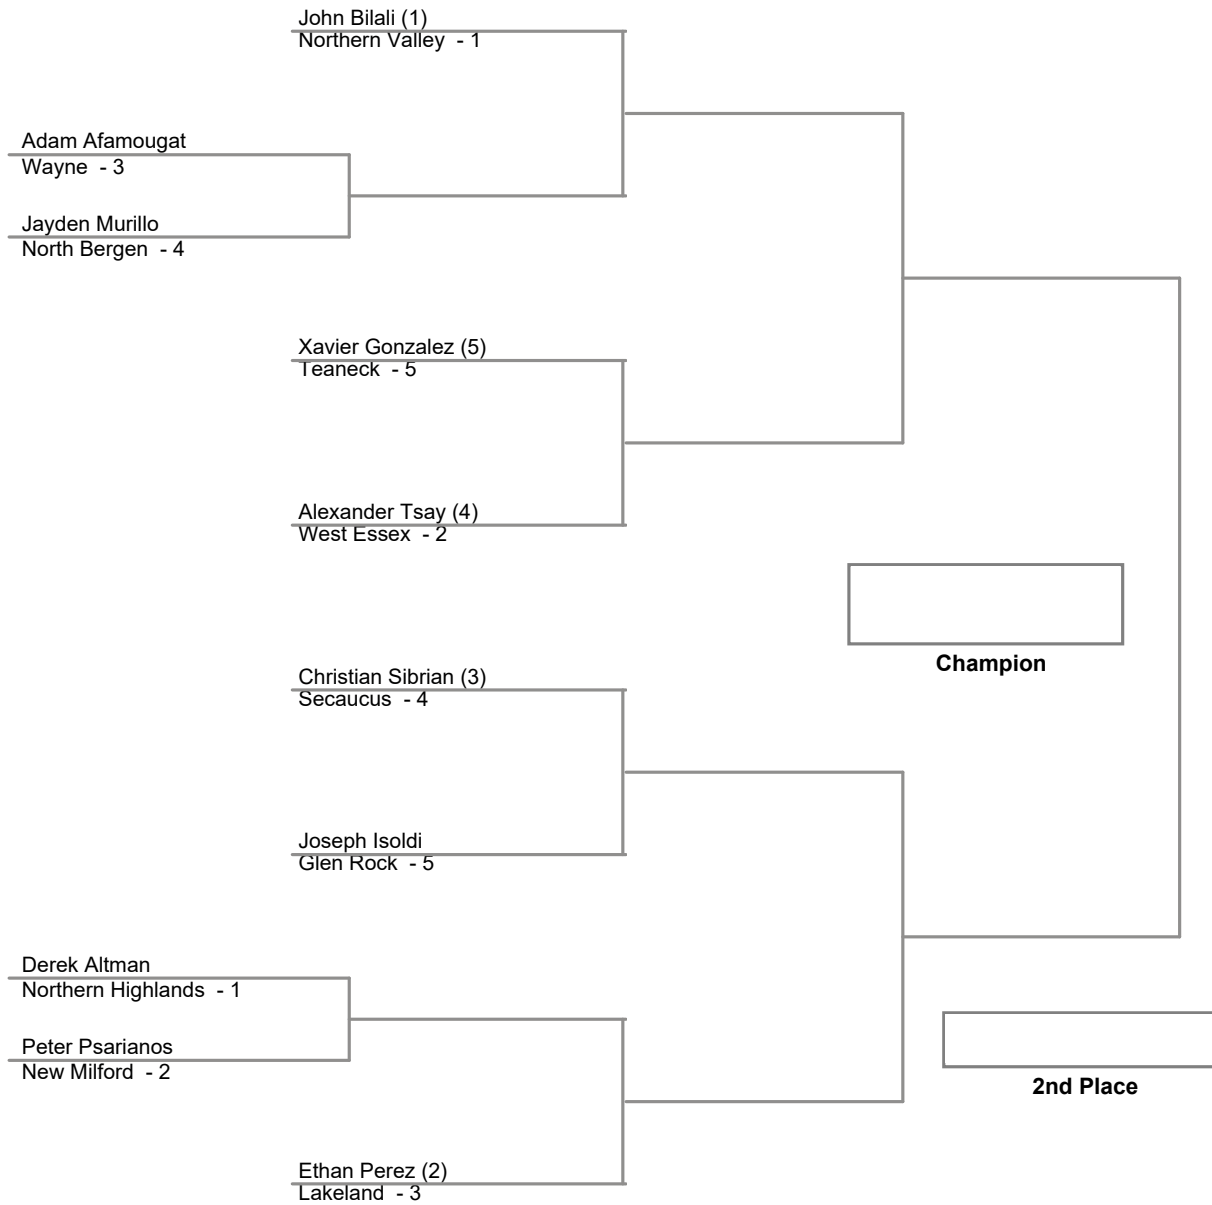 John Bilali (1)
Northern Valley - 1
Adam Afamougat
Wayne - 3
Jayden Murillo
North Bergen - 4
Xavier Gonzalez (5)
Teaneck - 5
Alexander Tsay (4)
West Essex - 2
Champion
Christian Sibrian (3)
Secaucus - 4
Joseph Isoldi
Glen Rock - 5
Derek Altman
Northern Highlands - 1
Peter Psarianos
New Milford - 2
2nd Place
Ethan Perez (2)
Lakeland - 3